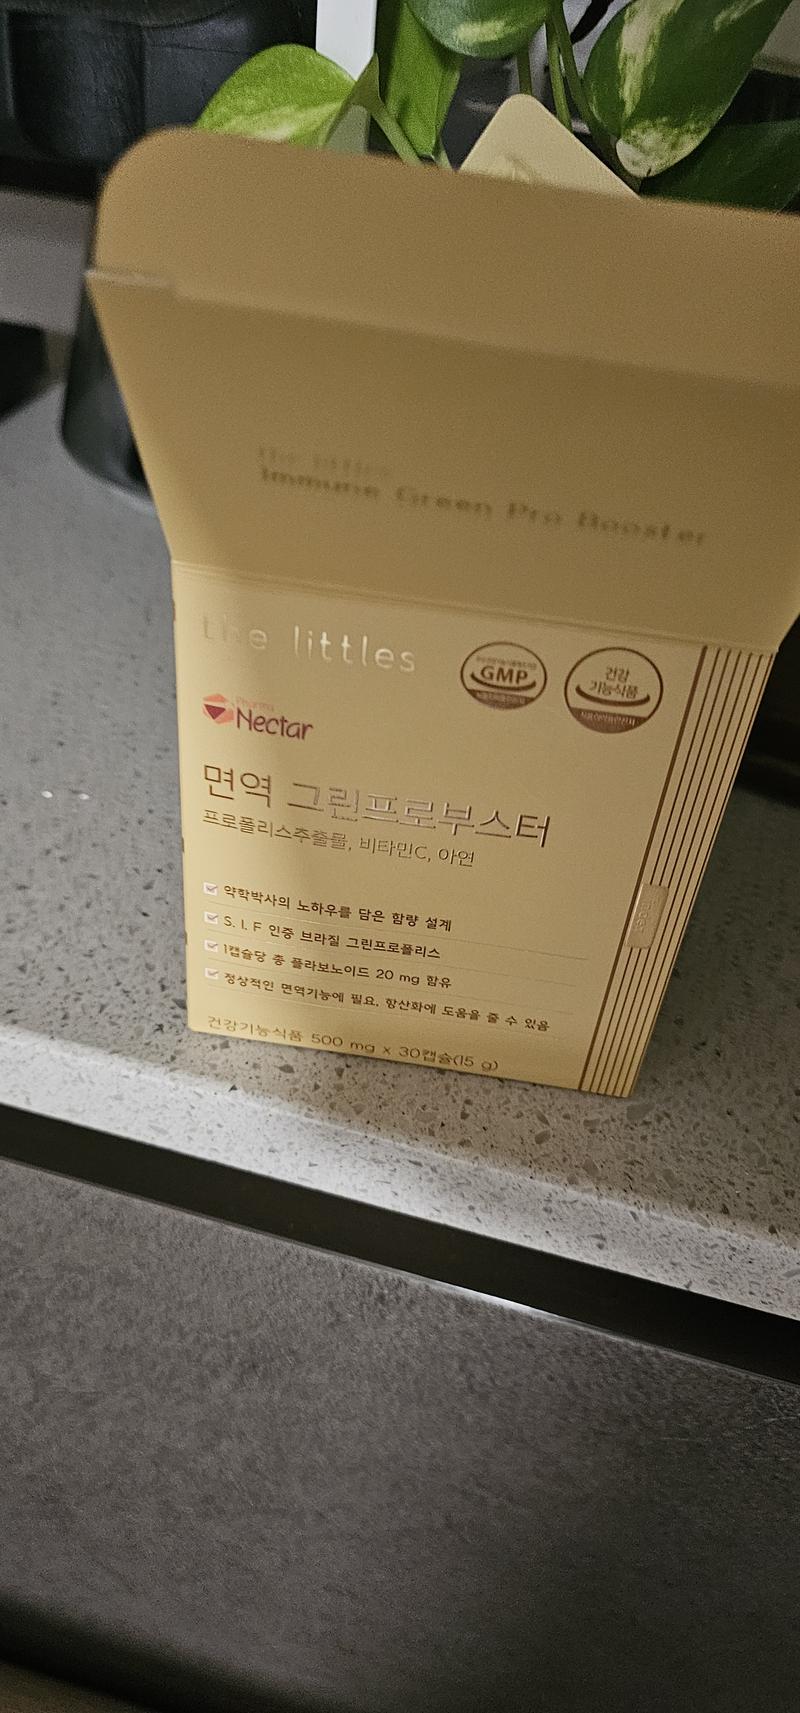 the littles
Immune Green Pro Booster
the littles
GMP
건강
기능식품
Pharma
Nectar
면역 그린프로부스터
프로폴리스추출물, 비타민C, 아연
약학박사의 노하우를 담은 함량 설계
S. I. F 인증 브라질 그린프로폴리스
1캡슐당 총 플라보노이드 20 mg 함유
정상적인 면역기능에 필요, 항산화에 도움을 줄 수 있음
건강기능식품 500 mg x 30캡슐(15 g)